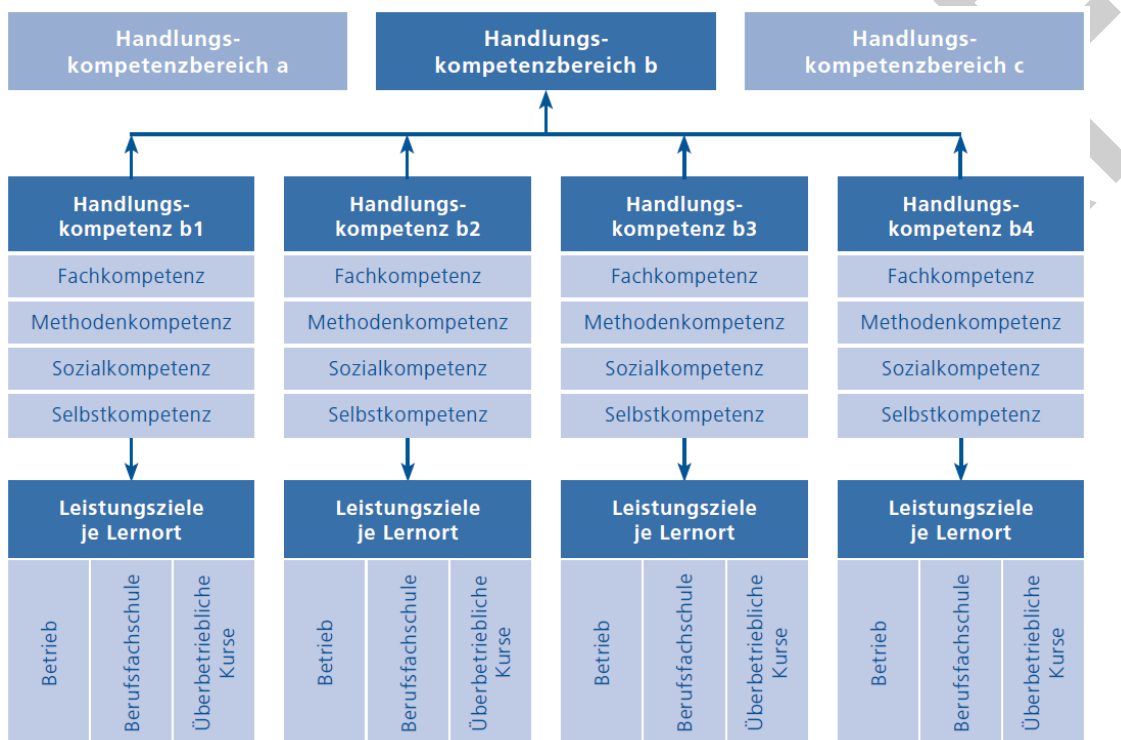 Handlungs-
kompetenzbereich a
Handlungs-
kompetenzbereich b
Handlungs-
kompetenzbereich c
Handlungs-
kompetenz b1
Handlungs-
kompetenz b2
Handlungs-
kompetenz b3
Handlungs-
kompetenz b4
Fachkompetenz
Fachkompetenz
Fachkompetenz
Fachkompetenz
Methodenkompetenz
Methodenkompetenz
Methodenkompetenz
Methodenkompetenz
Sozialkompetenz
Sozialkompetenz
Sozialkompetenz
Sozialkompetenz
Selbstkompetenz
Selbstkompetenz
Selbstkompetenz
Selbstkompetenz
Leistungsziele
je Lernort
Leistungsziele
je Lernort
Leistungsziele
je Lernort
Leistungsziele
je Lernort
Betrieb
Berufsfachschule
Überbetriebliche
Kurse
Betrieb
Berufsfachschule
Überbetriebliche
Kurse
Betrieb
Berufsfachschule
Überbetriebliche
Kurse
Betrieb
Berufsfachschule
Überbetriebliche
Kurse